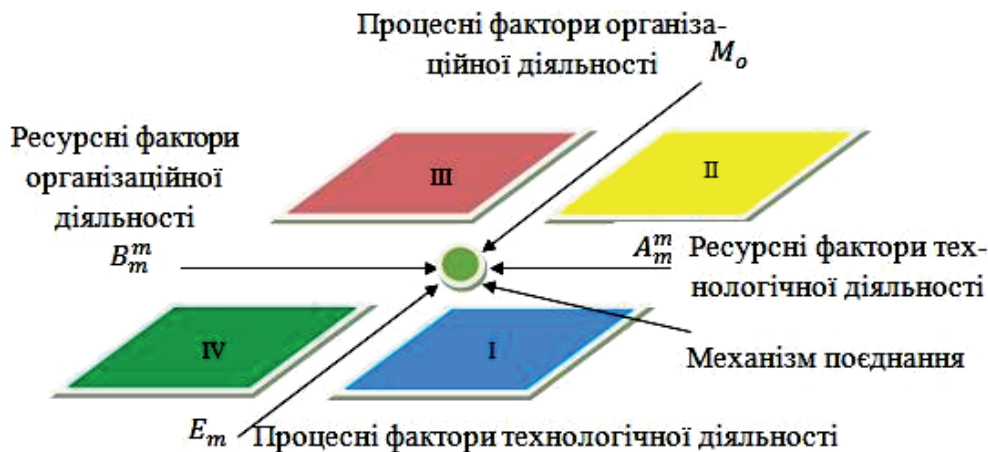 Процесні фактори організа-
ційної діяльності
M_o
Ресурсні фактори
організаційної
діяльності
B_m^m
III
II
A_m^m
Ресурсні фактори тех-
нологічної діяльності
IV
I
Механізм поєднання
E_m
Процесні фактори технологічної діяльності